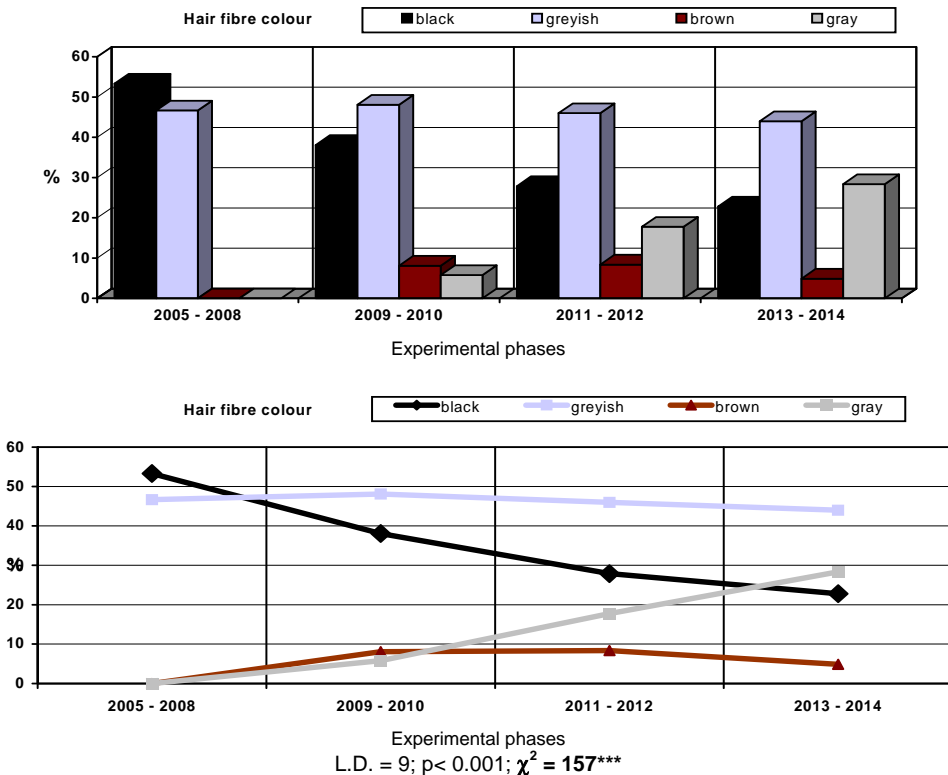 Hair fibre colour black greyish brown gray
60
50
40
30
20
10
0
%
2005 - 2008 2009 - 2010 2011 - 2012 2013 - 2014
Experimental phases
Hair fibre colour black greyish brown gray
60
50
40
30
20
10
0
%
2005 - 2008 2009 - 2010 2011 - 2012 2013 - 2014
Experimental phases
L.D. = 9; p< 0.001; χ² = 157***